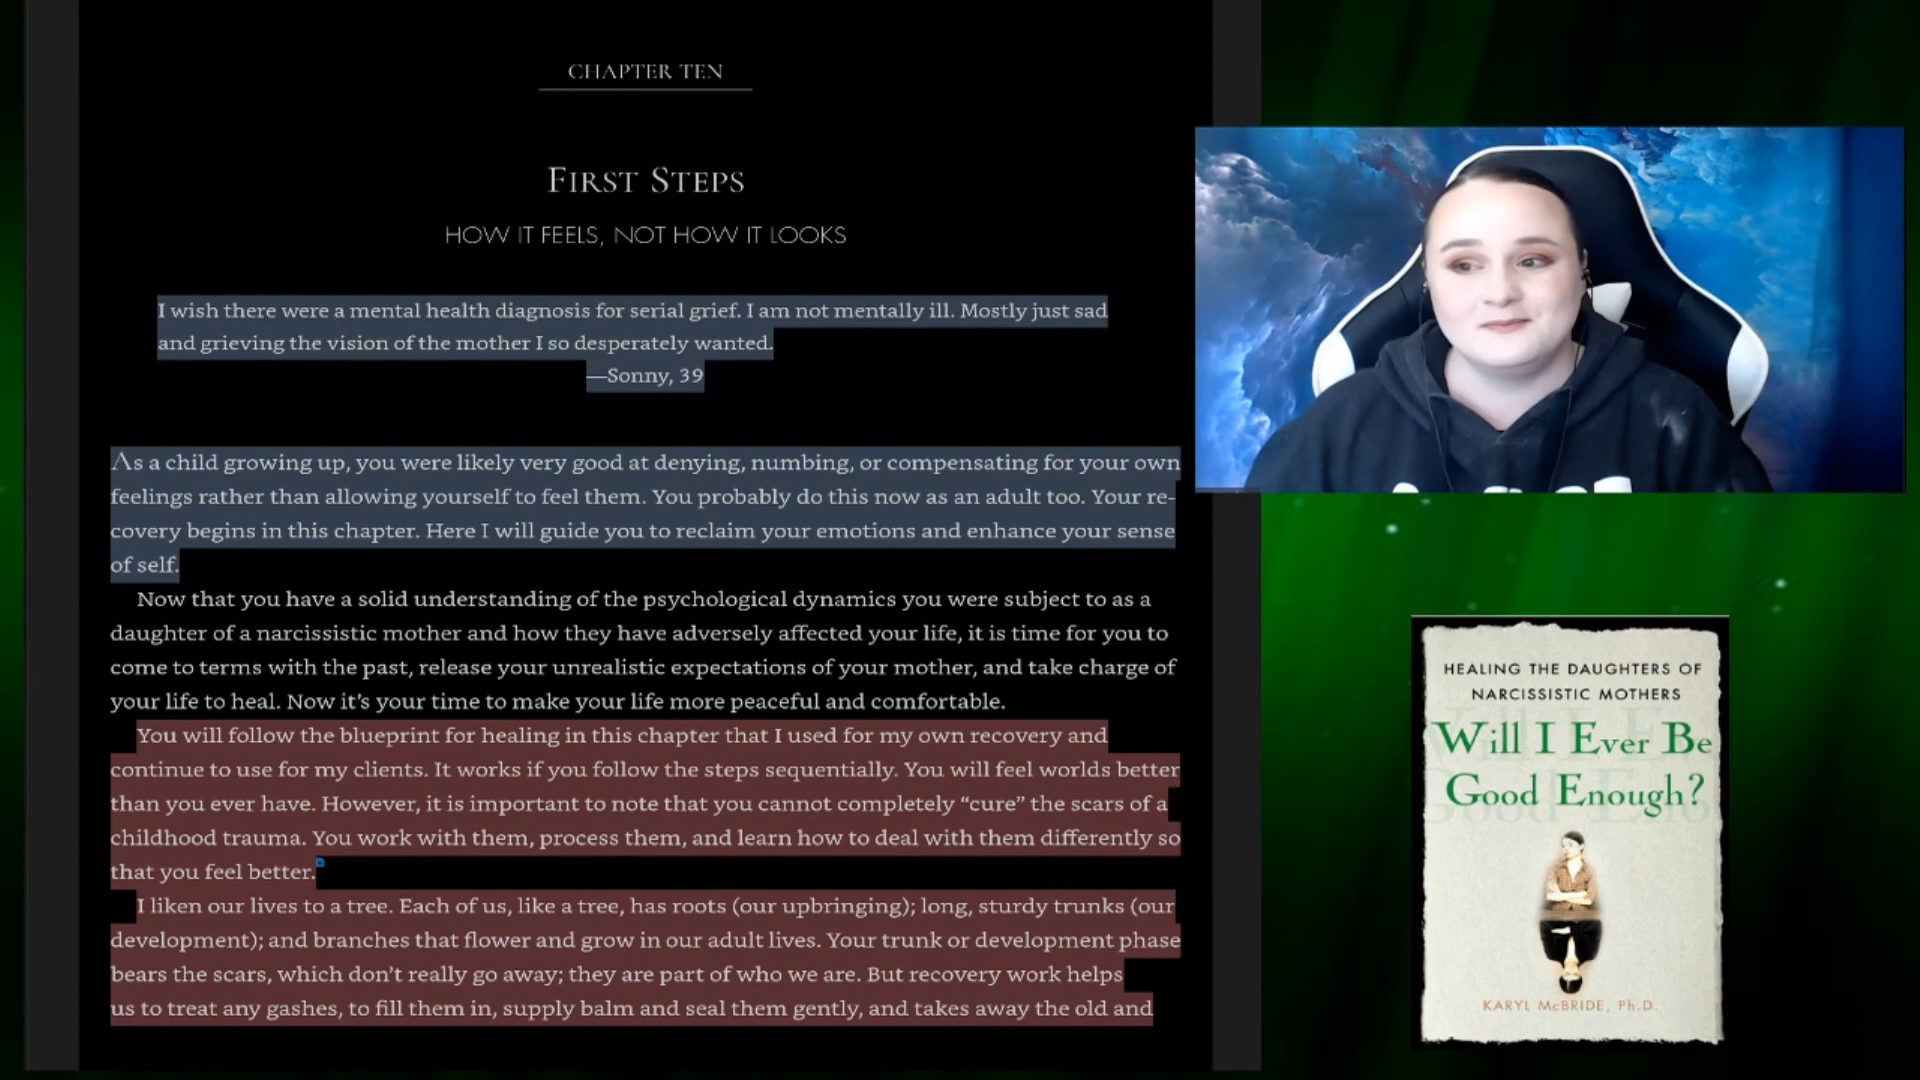 CHAPTER TEN
FIRST STEPS
HOW IT FEELS, NOT HOW IT LOOKS
I wish there were a mental health diagnosis for serial grief. I am not mentally ill. Mostly just sad
and grieving the vision of the mother I so desperately wanted.
—Sonny, 39
As a child growing up, you were likely very good at denying, numbing, or compensating for your own
feelings rather than allowing yourself to feel them. You probably do this now as an adult too. Your re-
covery begins in this chapter. Here I will guide you to reclaim your emotions and enhance your sense
of self.
Now that you have a solid understanding of the psychological dynamics you were subject to as a
daughter of a narcissistic mother and how they have adversely affected your life, it is time for you to
come to terms with the past, release your unrealistic expectations of your mother, and take charge of
your life to heal. Now it's your time to make your life more peaceful and comfortable.
You will follow the blueprint for healing in this chapter that I used for my own recovery and
continue to use for my clients. It works if you follow the steps sequentially. You will feel worlds better
than you ever have. However, it is important to note that you cannot completely “cure” the scars of a
childhood trauma. You work with them, process them, and learn how to deal with them differently so
that you feel better.
I liken our lives to a tree. Each of us, like a tree, has roots (our upbringing); long, sturdy trunks (our
development); and branches that flower and grow in our adult lives. Your trunk or development phase
bears the scars, which don't really go away; they are part of who we are. But recovery work helps
us to treat any gashes, to fill them in, supply balm and seal them gently, and takes away the old and
HEALING THE DAUGHTERS OF
NARCISSISTIC MOTHERS
Will I Ever Be
Good Enough?
KARYL McBRIDE, Ph.D.